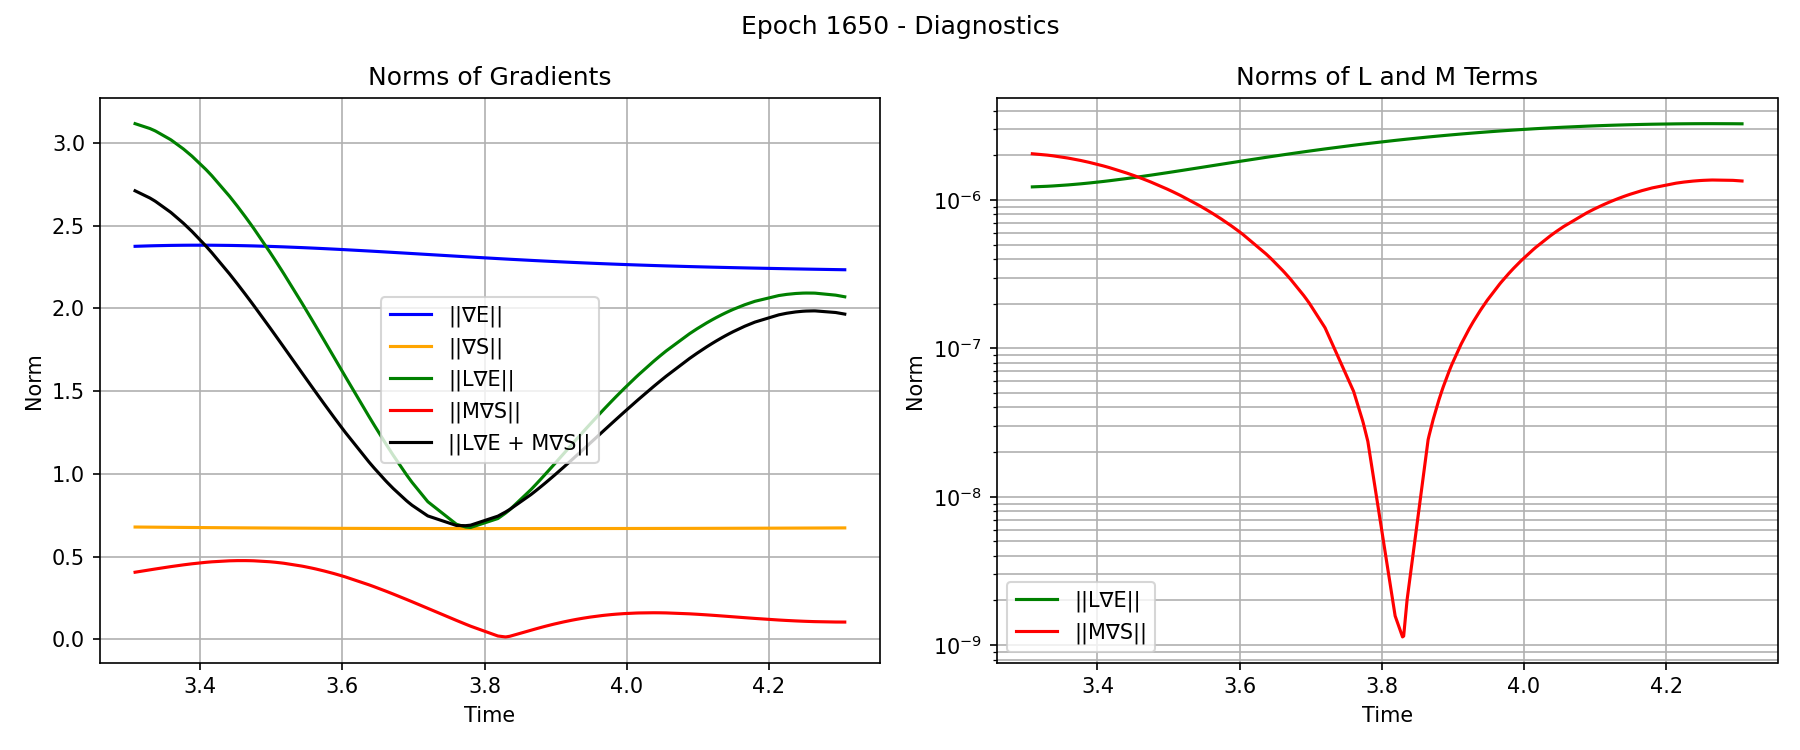 Epoch 1650 - Diagnostics
Norms of Gradients
Norm
3.0
2.5
2.0
1.5
1.0
0.5
0.0
||∇E||
||∇S||
||L∇E||
||M∇S||
||L∇E + M∇S||
3.4 3.6 3.8 4.0 4.2
Time
Norms of L and M Terms
Norm
10⁻⁶
10⁻⁷
10⁻⁸
10⁻⁹
||L∇E||
||M∇S||
3.4 3.6 3.8 4.0 4.2
Time